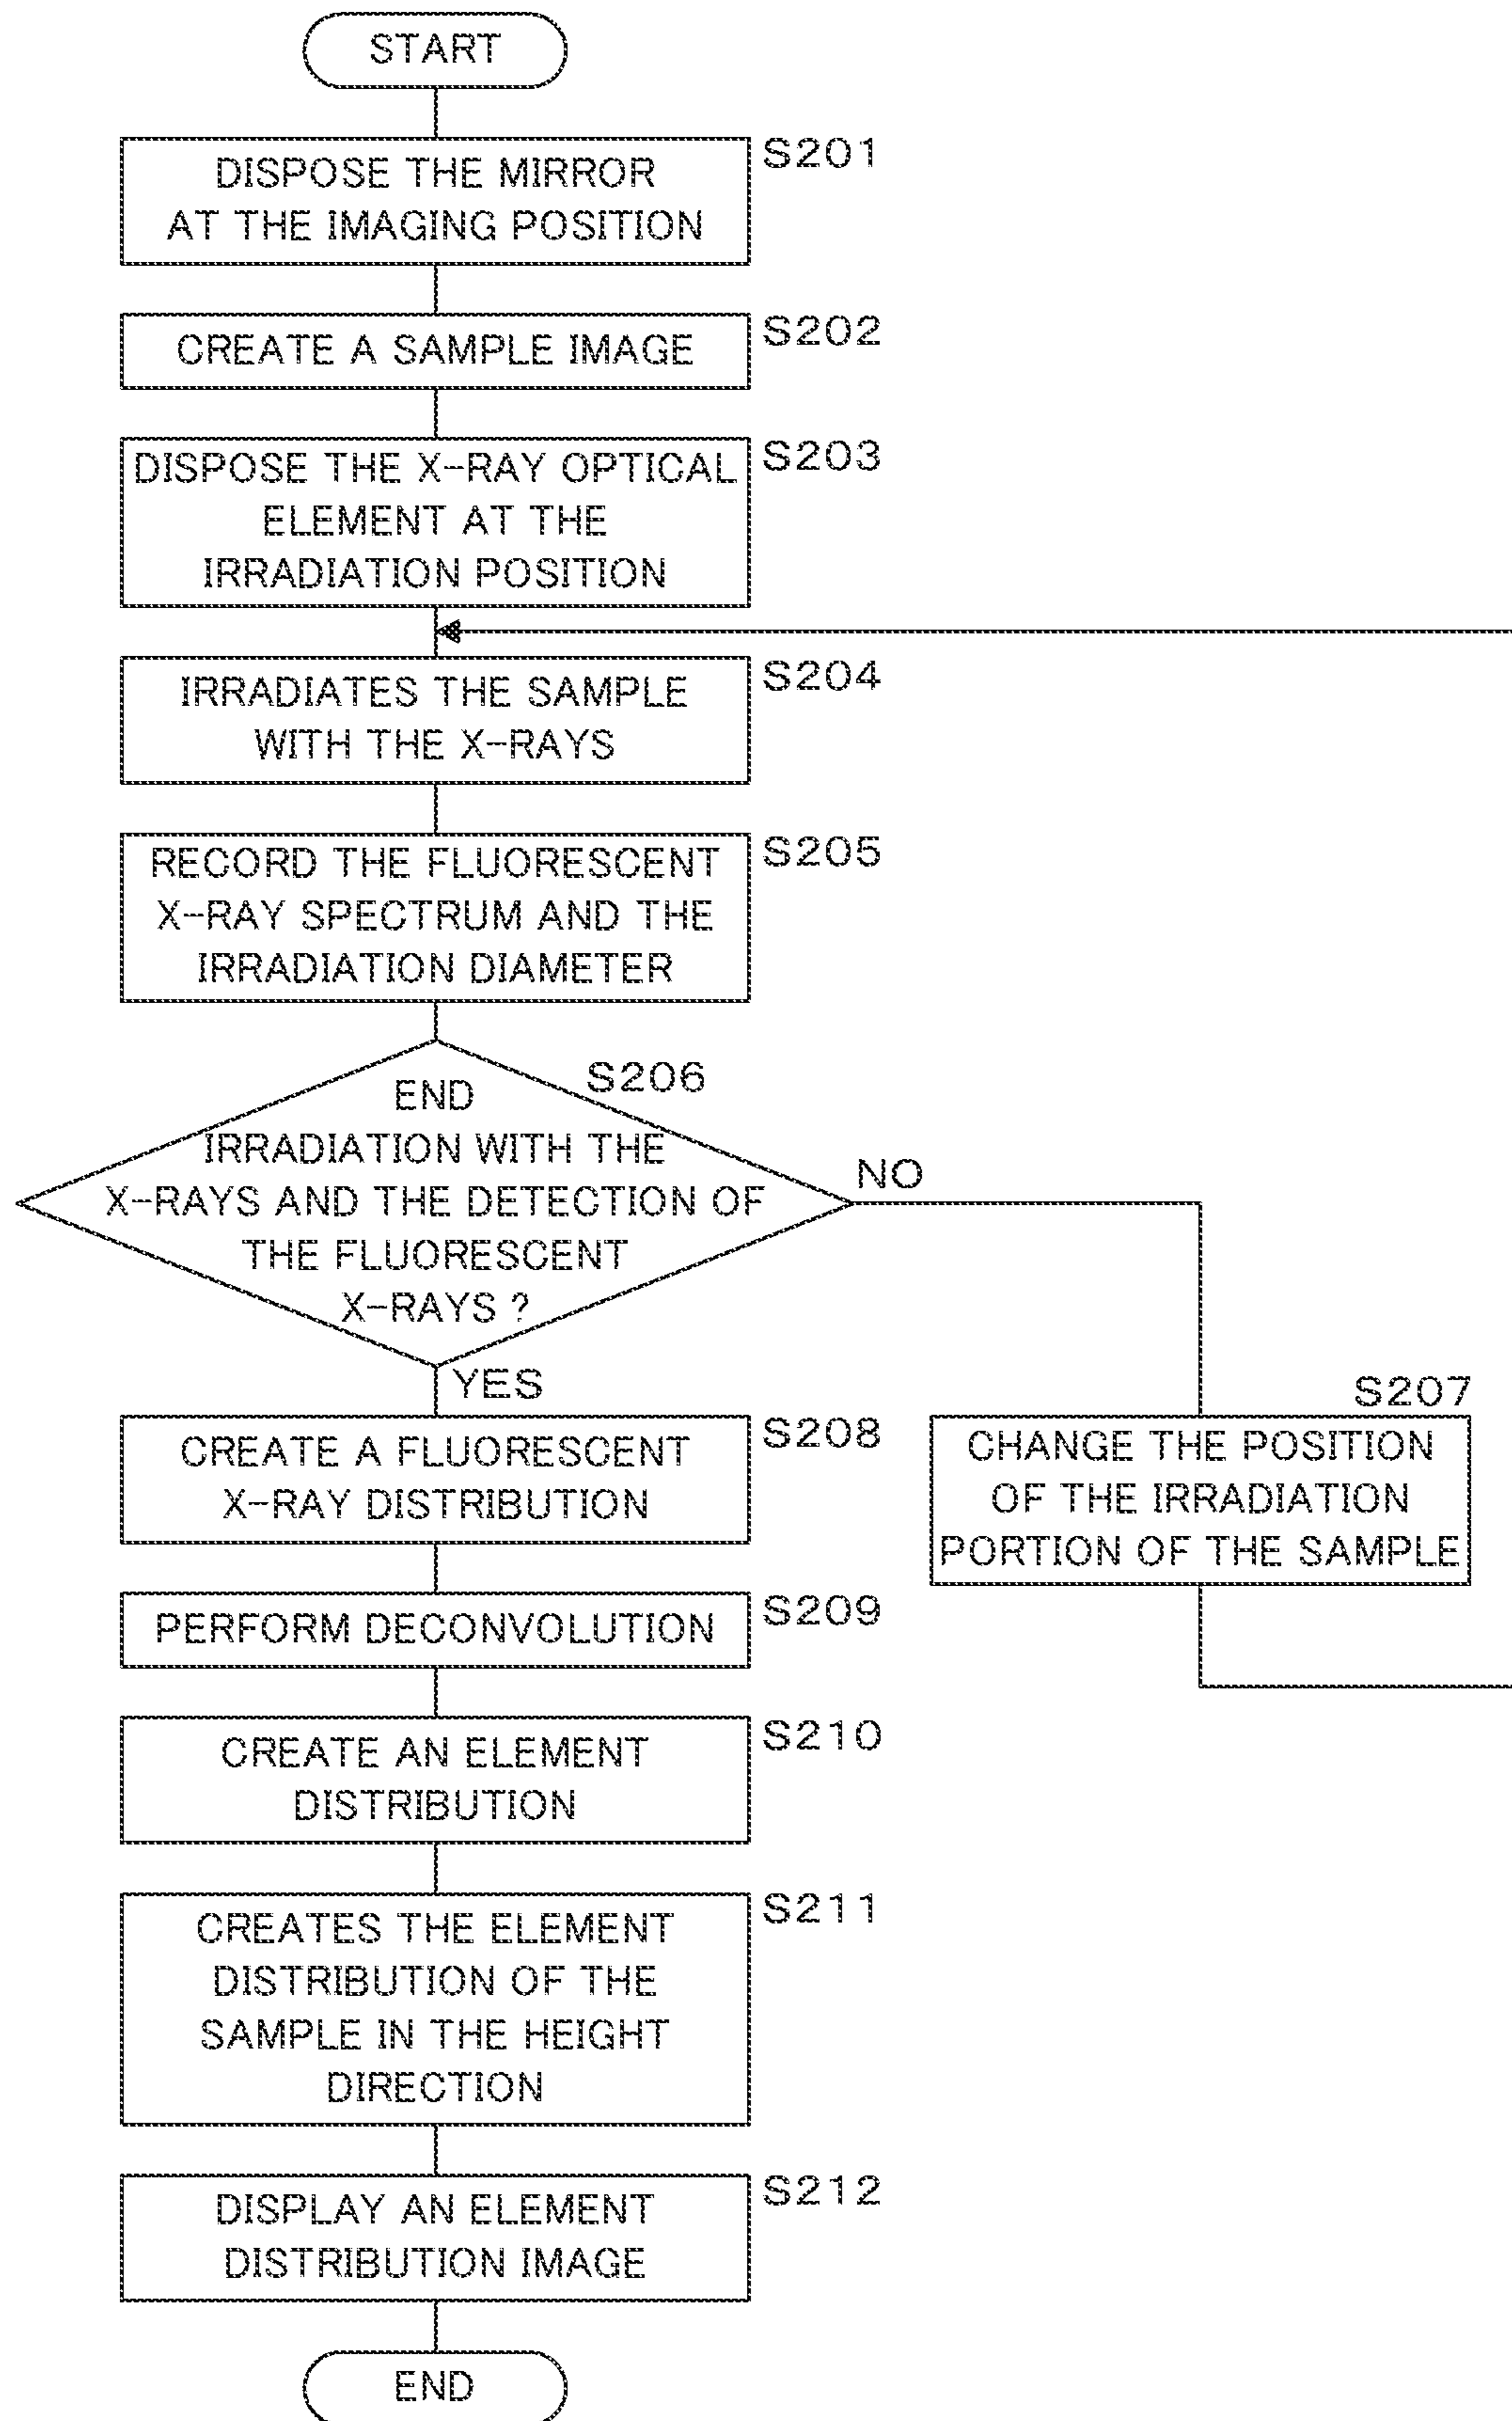 START
S201
DISPOSE THE MIRROR
AT THE IMAGING POSITION
S202
CREATE A SAMPLE IMAGE
S203
DISPOSE THE X-RAY OPTICAL
ELEMENT AT THE
IRRADIATION POSITION
S204
IRRADIATES THE SAMPLE
WITH THE X-RAYS
S205
RECORD THE FLUORESCENT
X-RAY SPECTRUM AND THE
IRRADIATION DIAMETER
S206
END
IRRADIATION WITH THE
X-RAYS AND THE DETECTION OF
THE FLUORESCENT
X-RAYS ?
NO
YES
S207
CHANGE THE POSITION
OF THE IRRADIATION
PORTION OF THE SAMPLE
S208
CREATE A FLUORESCENT
X-RAY DISTRIBUTION
S209
PERFORM DECONVOLUTION
S210
CREATE AN ELEMENT
DISTRIBUTION
S211
CREATES THE ELEMENT
DISTRIBUTION OF THE
SAMPLE IN THE HEIGHT
DIRECTION
S212
DISPLAY AN ELEMENT
DISTRIBUTION IMAGE
END